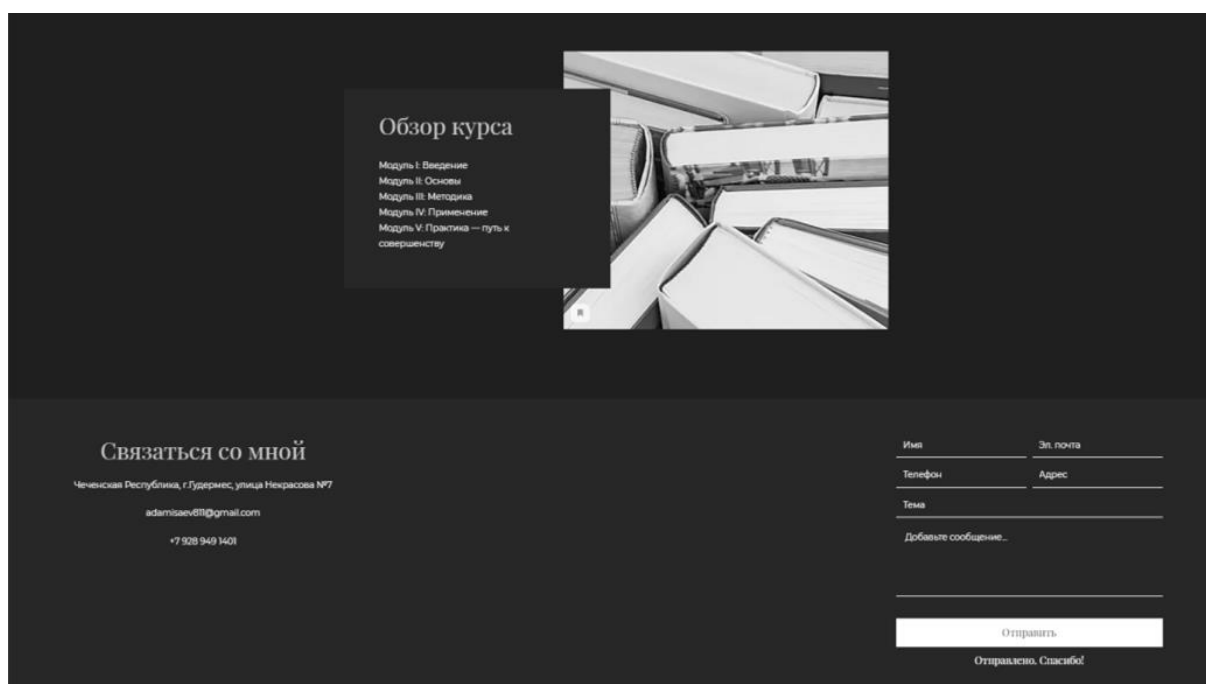 Обзор курса
Модуль I: Введение
Модуль II: Основы
Модуль III: Методика
Модуль IV: Применение
Модуль V: Практика — путь к
совершенству
Связаться со мной
Чеченская Республика, г.Гудермес, улица Некрасова №7
adamisaev811@gmail.com
+7 928 949 1401
Имя
Эл. почта
Телефон
Адрес
Тема
Добавьте сообщение...
Отправить
Отправлено. Спасибо!